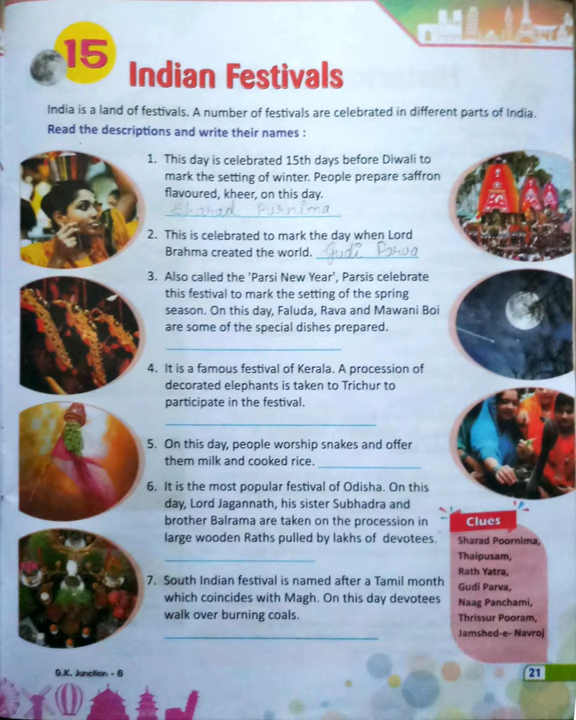 15
Indian Festivals
India is a land of festivals. A number of festivals are celebrated in different parts of India.
Read the descriptions and write their names :
1. This day is celebrated 15th days before Diwali to
mark the setting of winter. People prepare saffron
flavoured, kheer, on this day.
Sharad Purnima
2. This is celebrated to mark the day when Lord
Brahma created the world. Gudi Parva
3. Also called the 'Parsi New Year', Parsis celebrate
this festival to mark the setting of the spring
season. On this day, Faluda, Rava and Mawani Boi
are some of the special dishes prepared.
4. It is a famous festival of Kerala. A procession of
decorated elephants is taken to Trichur to
participate in the festival.
5. On this day, people worship snakes and offer
them milk and cooked rice.
6. It is the most popular festival of Odisha. On this
day, Lord Jagannath, his sister Subhadra and
brother Balrama are taken on the procession in
large wooden Raths pulled by lakhs of devotees.
7. South Indian festival is named after a Tamil month
which coincides with Magh. On this day devotees
walk over burning coals.
Clues
Sharad Poornima,
Thaipusam,
Rath Yatra,
Gudi Parva,
Naag Panchami,
Thrissur Pooram,
Jamshed-e- Navroj
G.K. Junction - 6
21